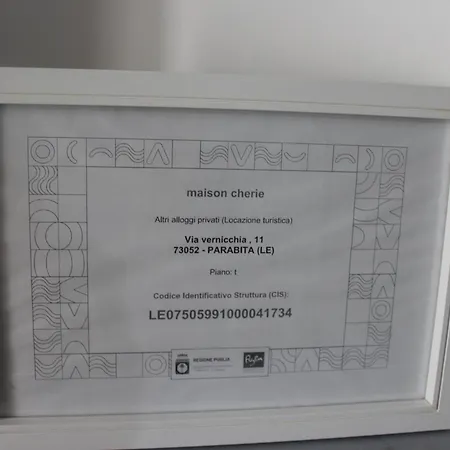 maison cherie
Altri alloggi privati (Locazione turistica)
Via vernicchia , 11
73052 - PARABITA (LE)
Piano: t
Codice Identificativo Struttura (CIS):
LE07505991000041734
REGIONE PUGLIA